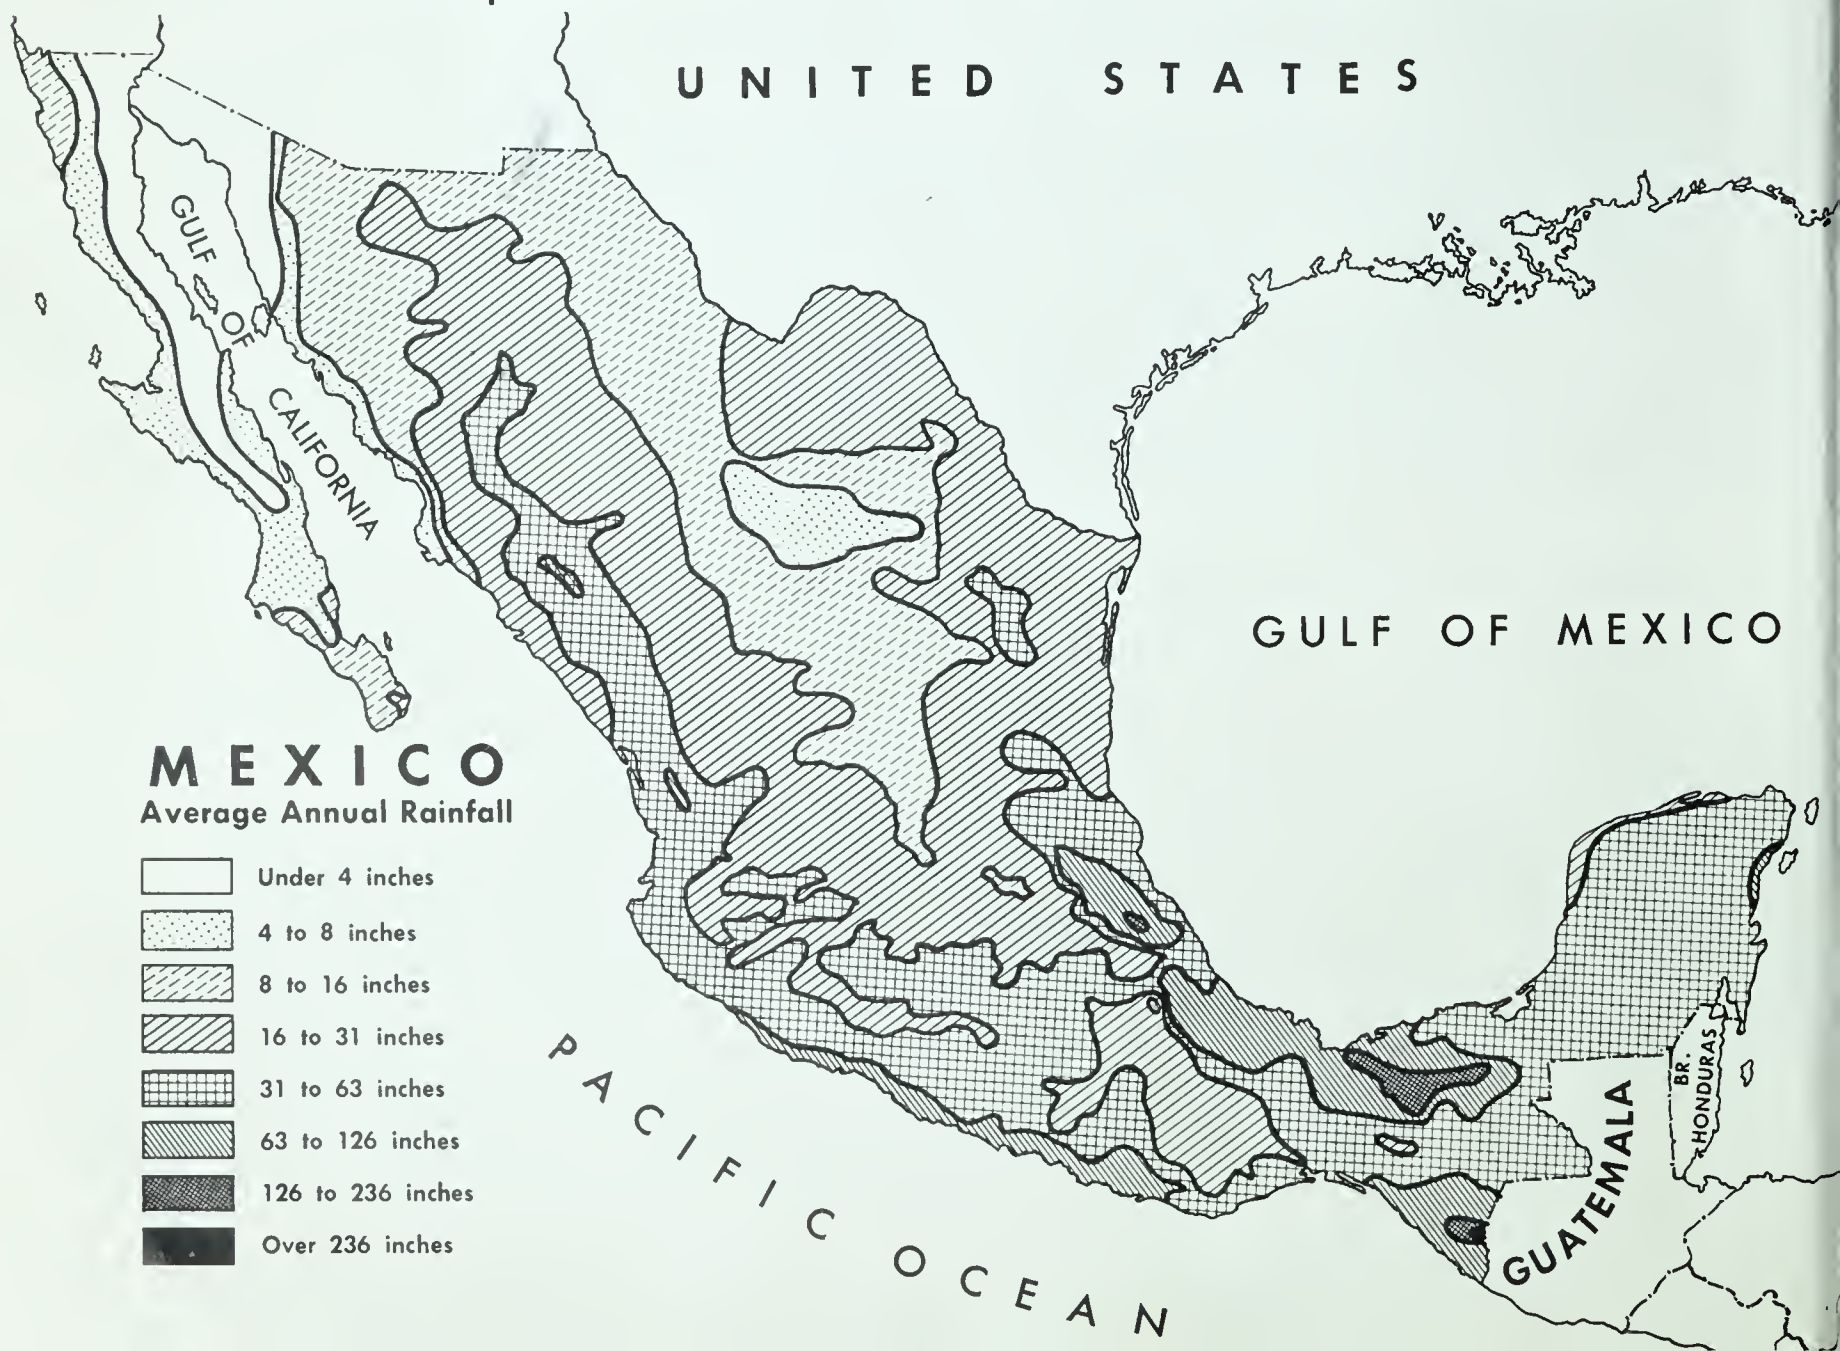 UNITED STATES
GULF
OF
CALIFORNIA
GULF OF MEXICO
MEXICO
Average Annual Rainfall
Under 4 inches
4 to 8 inches
8 to 16 inches
16 to 31 inches
31 to 63 inches
63 to 126 inches
126 to 236 inches
Over 236 inches
PACIFIC OCEAN
BR.
HONDURAS
GUATEMALA